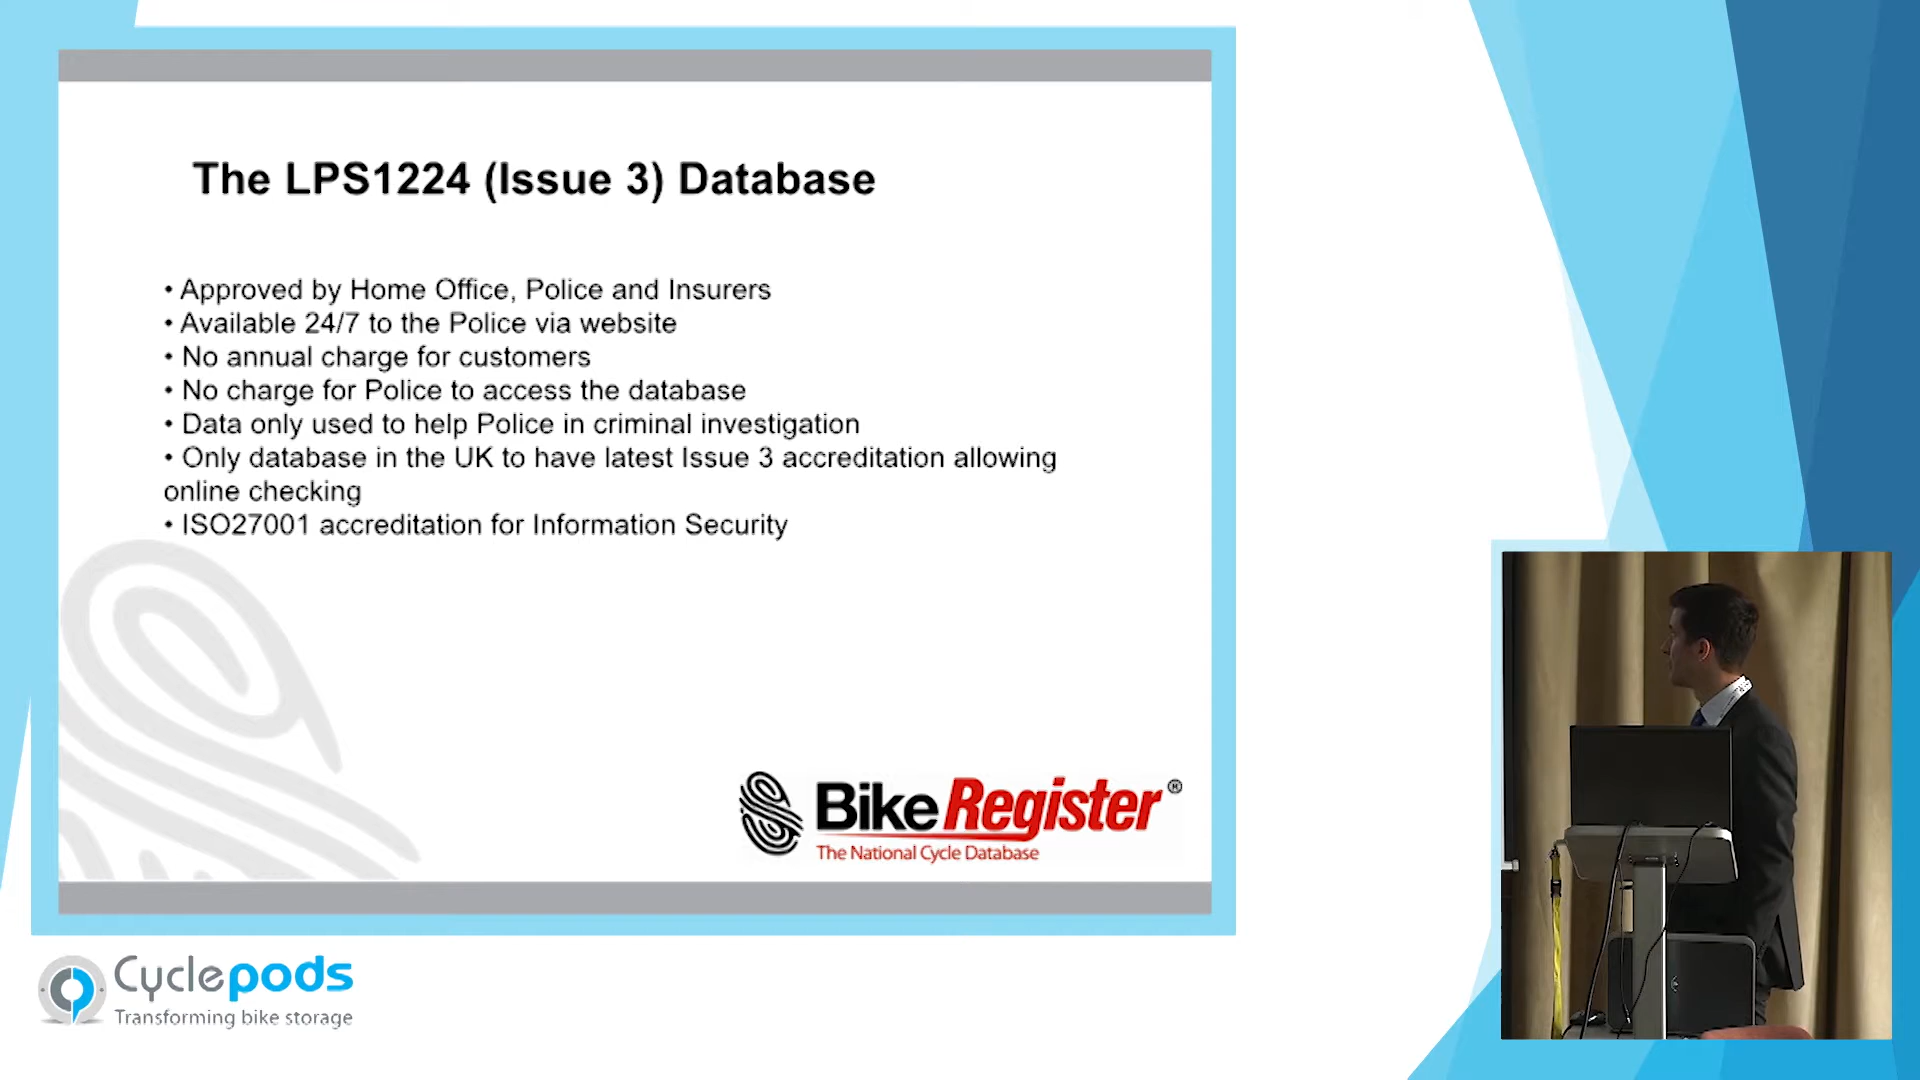 The LPS1224 (Issue 3) Database
• Approved by Home Office, Police and Insurers
• Available 24/7 to the Police via website
• No annual charge for customers
• No charge for Police to access the database
• Data only used to help Police in criminal investigation
• Only database in the UK to have latest Issue 3 accreditation allowing
online checking
• ISO27001 accreditation for Information Security
BikeRegister®
The National Cycle Database
Cyclepods
Transforming bike storage